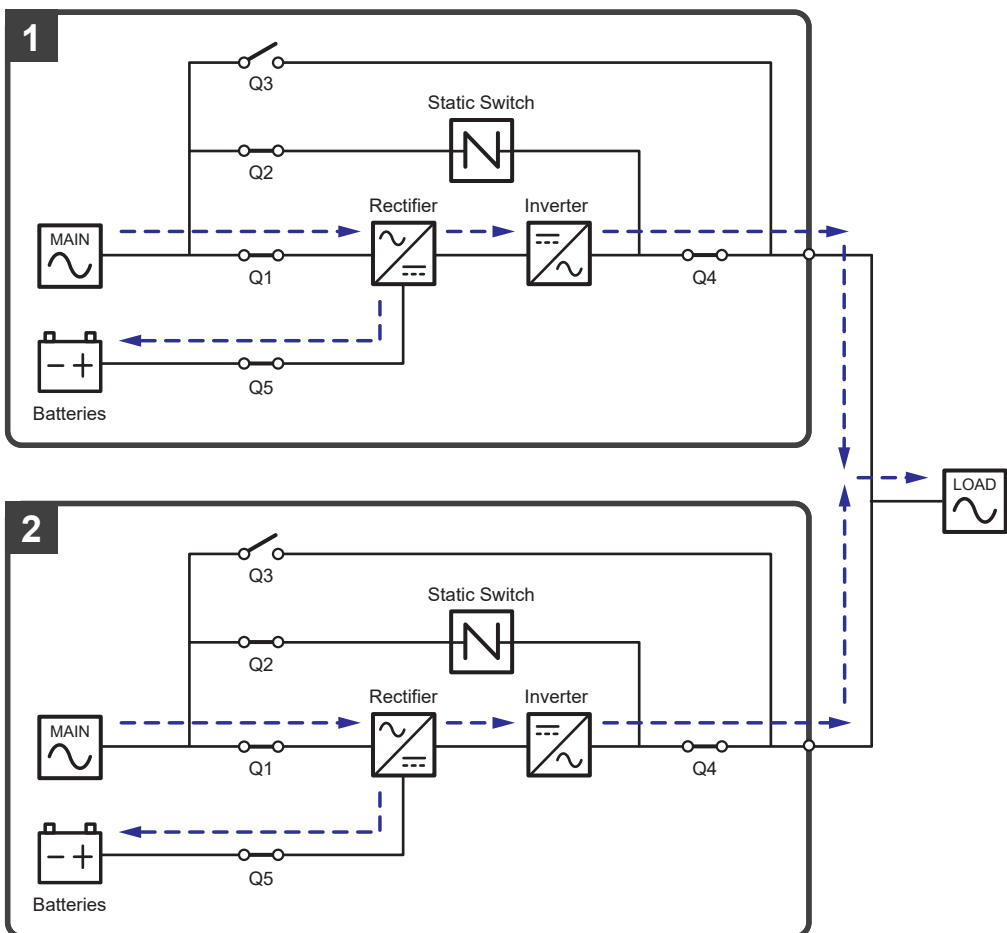 1
Q3
Static Switch
Q2
Rectifier
Inverter
MAIN
Q1
Q4
Q5
Batteries
LOAD
2
Q3
Static Switch
Q2
Rectifier
Inverter
MAIN
Q1
Q4
Q5
Batteries